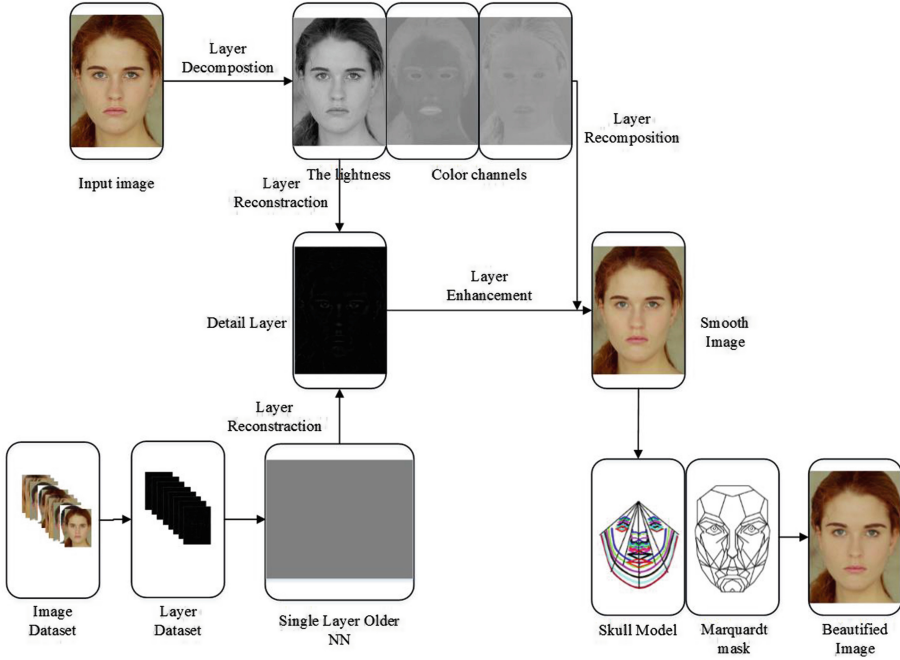 Layer
Decompostion
Layer
Recomposition
Input image
The lightness
Color channels
Layer
Reconstraction
Layer
Enhancement
Detail Layer
Smooth
Image
Layer
Reconstraction
Image
Dataset
Layer
Dataset
Single Layer Older
NN
Skull Model
Marquardt
mask
Beautified
Image